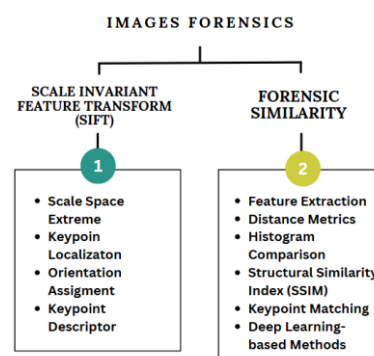 IMAGES FORENSICS
SCALE INVARIANT
FEATURE TRANSFORM
(SIFT)
FORENSIC
SIMILARITY
1
2
• Scale Space
Extreme
• Keypoin
Localizaton
• Orientation
Assigment
• Keypoint
Descriptor
• Feature Extraction
• Distance Metrics
• Histogram
Comparison
• Structural Similarity
Index (SSIM)
• Keypoint Matching
• Deep Learning-
based Methods